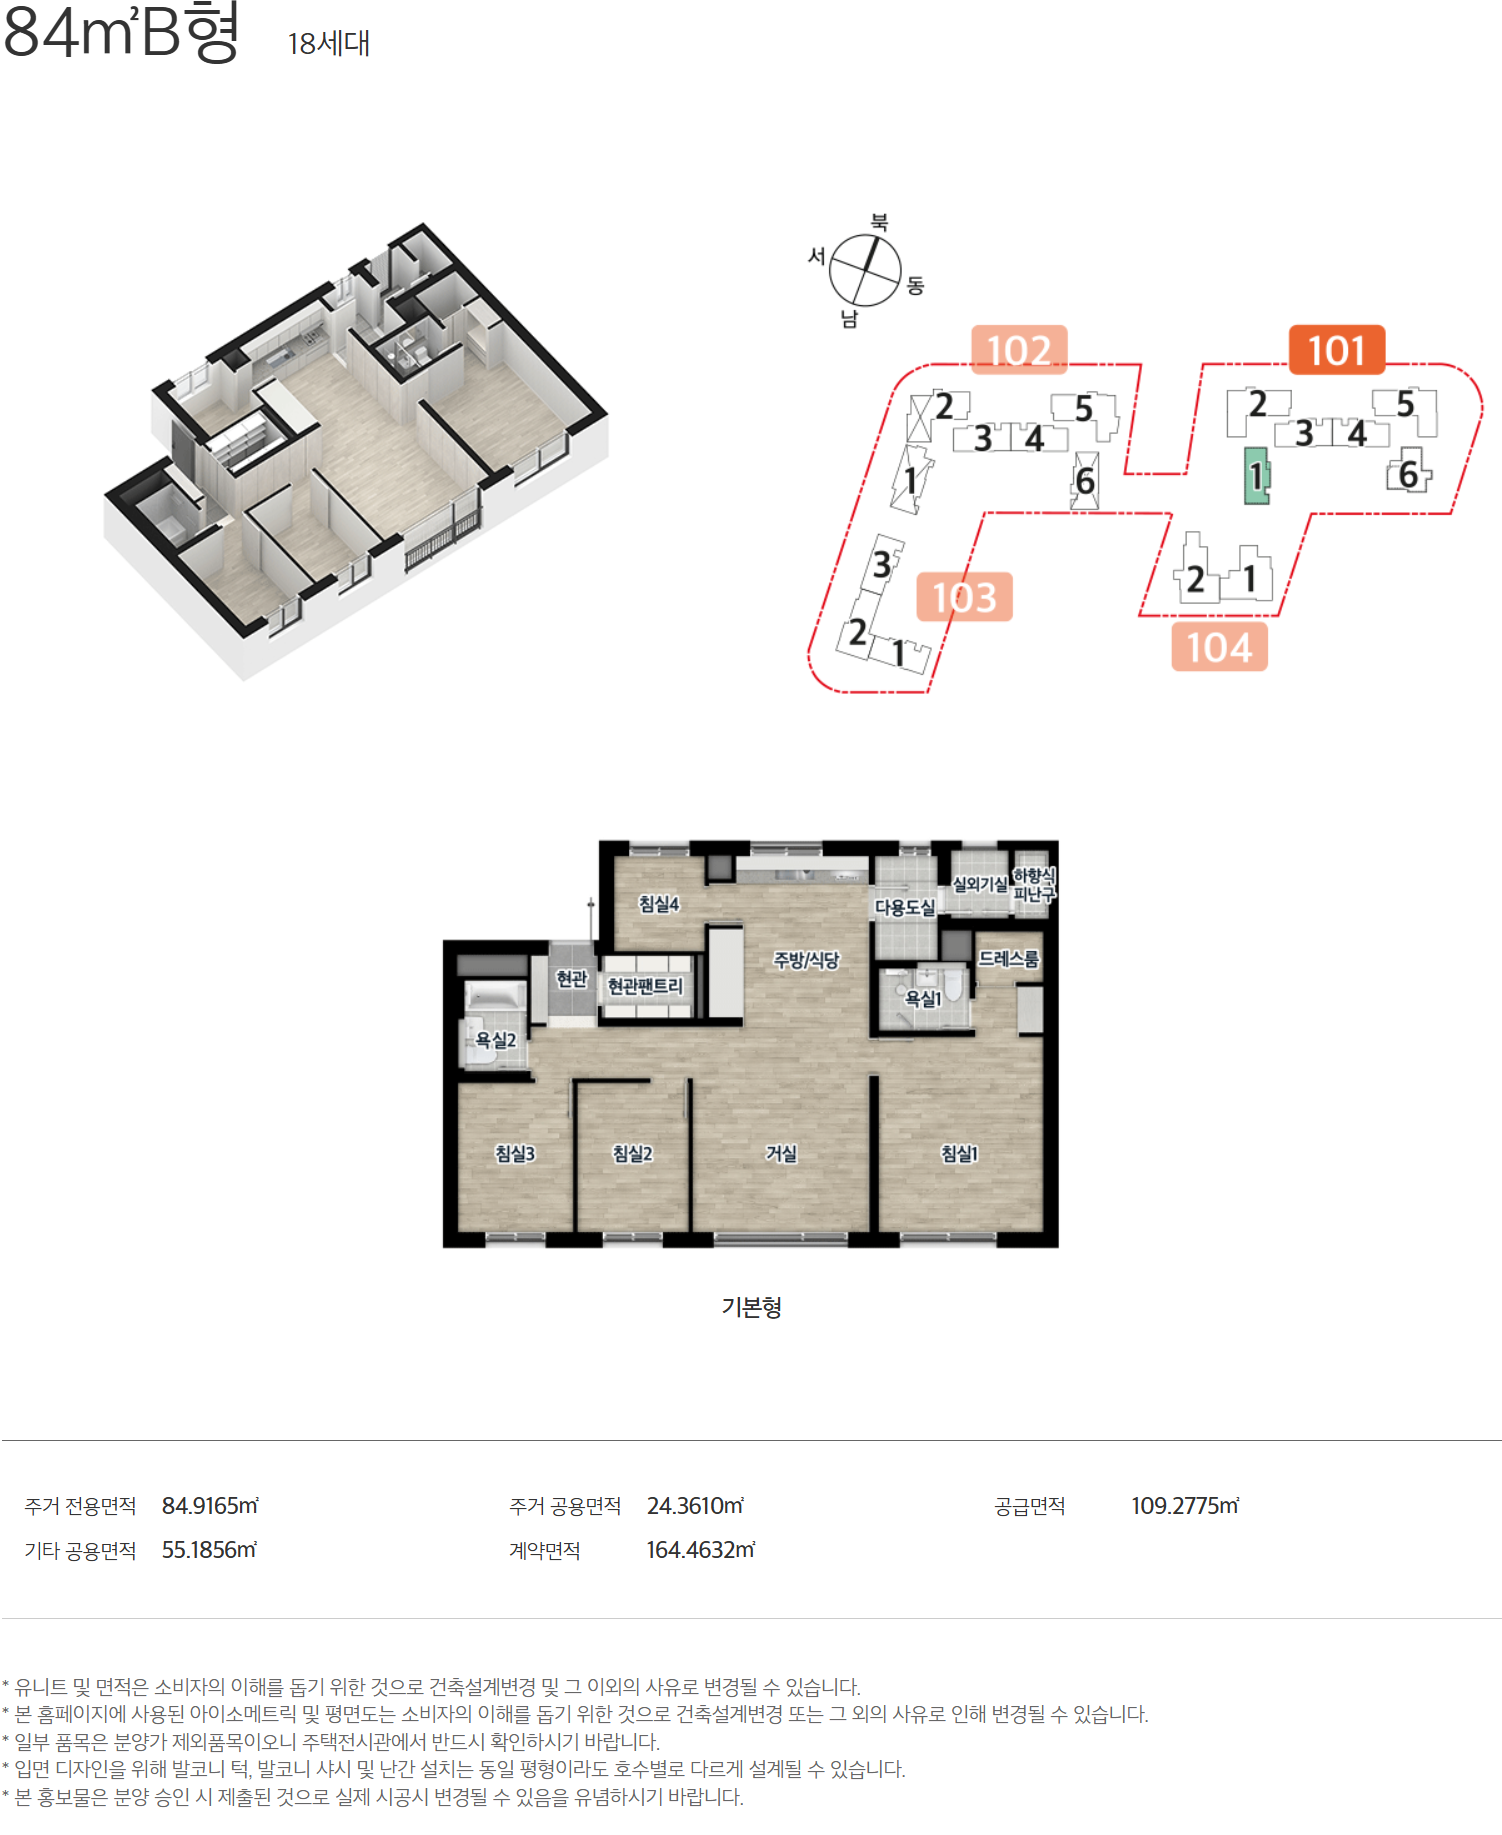 84㎡B형 18세대
북
서
동
남
102
101
2
5
2
5
3
4
3
4
1
6
1
6
3
103
2
1
2
1
104
침실4
다용도실
실외기실
하향식
피난구
주방/식당
드레스룸
현관
현관팬트리
욕실1
욕실2
침실3
침실2
거실
침실1
기본형
주거 전용면적 84.9165㎡
주거 공용면적 24.3610㎡
공급면적 109.2775㎡
기타 공용면적 55.1856㎡
계약면적 164.4632㎡
* 유니트 및 면적은 소비자의 이해를 돕기 위한 것으로 건축설계변경 및 그 이외의 사유로 변경될 수 있습니다.
* 본 홈페이지에 사용된 아이소메트릭 및 평면도는 소비자의 이해를 돕기 위한 것으로 건축설계변경 또는 그 외의 사유로 인해 변경될 수 있습니다.
* 일부 품목은 분양가 제외품목이오니 주택전시관에서 반드시 확인하시기 바랍니다.
* 입면 디자인을 위해 발코니 턱, 발코니 샤시 및 난간 설치는 동일 평형이라도 호수별로 다르게 설계될 수 있습니다.
* 본 홍보물은 분양 승인 시 제출된 것으로 실제 시공시 변경될 수 있음을 유념하시기 바랍니다.